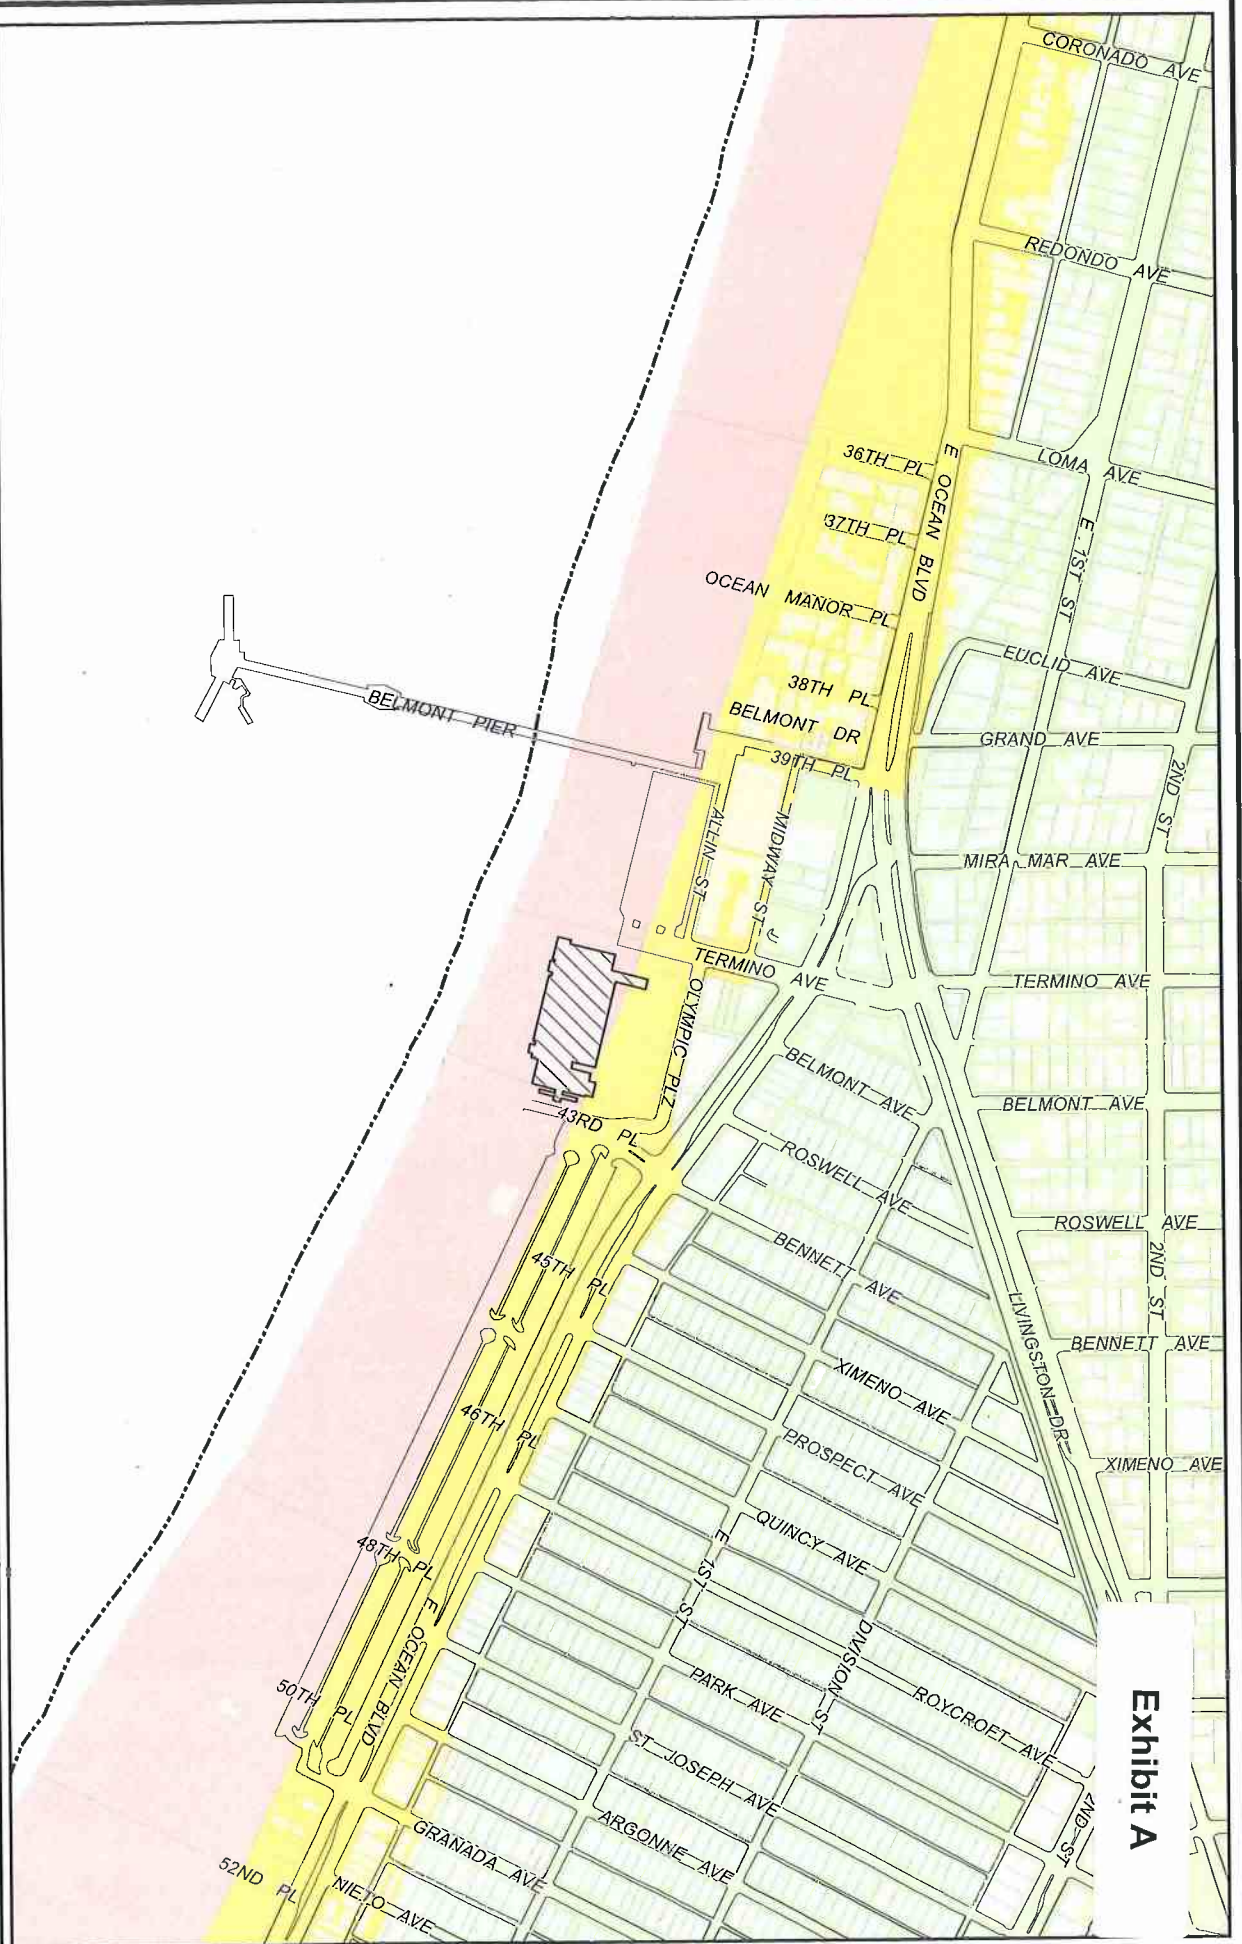 CORONADO AVE
REDONDO AVE
LOMA AVE
36TH PL
E OCEAN BLVD
37TH PL
E 1ST ST
OCEAN MANOR PL
EUCLID AVE
38TH PL
BELMONT DR
GRAND AVE
BELMONT PIER
39TH PL
2ND ST
ALLIN ST
MIDWAY ST
MIRA MAR AVE
TERMINO AVE
TERMINO AVE
OLYMPIC PLZ
BELMONT AVE
BELMONT AVE
43RD PL
ROSWELL AVE
ROSWELL AVE
45TH PL
BENNETT AVE
2ND ST
LIVINGSTON DR
BENNETT AVE
XIMENO AVE
46TH PL
PROSPECT AVE
XIMENO AVE
QUINCY AVE
48TH PL
E 1ST ST
E OCEAN BLVD
DIVISION ST
PARK AVE
ROYCROFT AVE
50TH PL
ST JOSEPH AVE
2ND ST
ARGONNE AVE
GRANADA AVE
52ND PL
NIETO AVE
Exhibit A